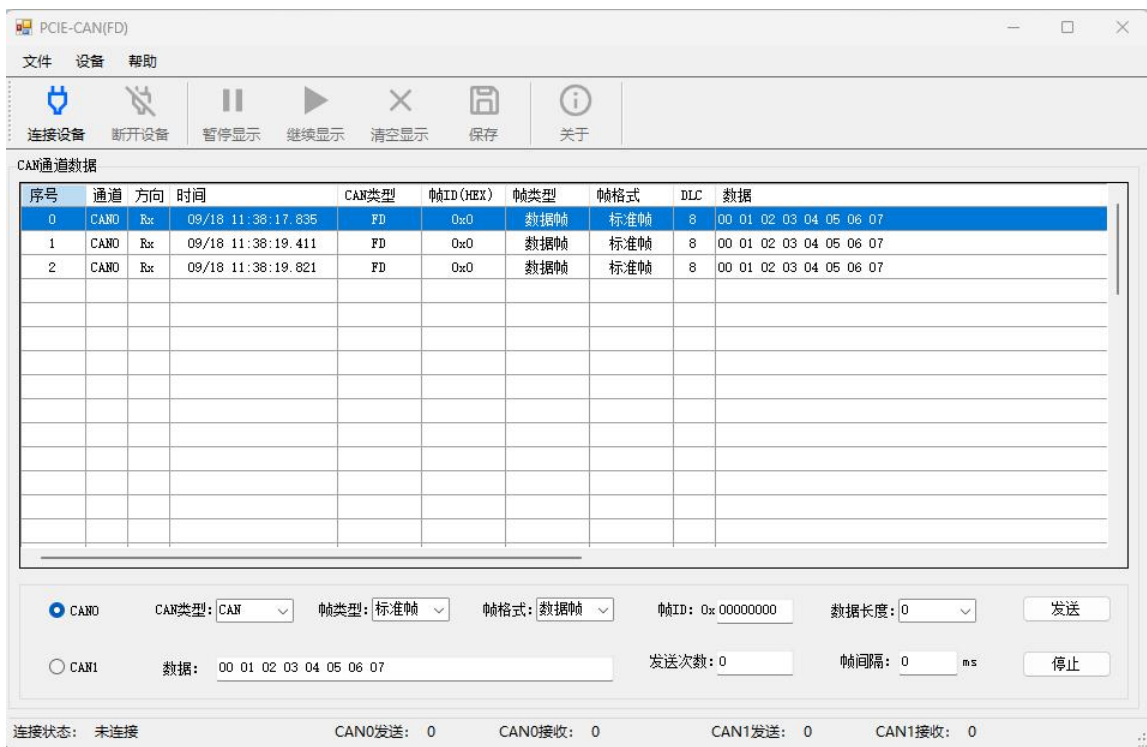 PCIE-CAN(FD)
文件 设备 帮助
连接设备 断开设备 暂停显示 继续显示 清空显示 保存 关于
CAN通道数据
序号 通道 方向 时间 CAN类型 帧ID(HEX) 帧类型 帧格式 DLC 数据
0 CAN0 Rx 09/18 11:38:17.835 FD 0x0 数据帧 标准帧 8 00 01 02 03 04 05 06 07
1 CAN0 Rx 09/18 11:38:19.411 FD 0x0 数据帧 标准帧 8 00 01 02 03 04 05 06 07
2 CAN0 Rx 09/18 11:38:19.821 FD 0x0 数据帧 标准帧 8 00 01 02 03 04 05 06 07
CAN0 CAN类型: CAN 帧类型: 标准帧 帧格式: 数据帧 帧ID: 0x 00000000 数据长度: 0 发送
CAN1 数据: 00 01 02 03 04 05 06 07 发送次数: 0 帧间隔: 0 ms 停止
连接状态: 未连接 CAN0发送: 0 CAN0接收: 0 CAN1发送: 0 CAN1接收: 0